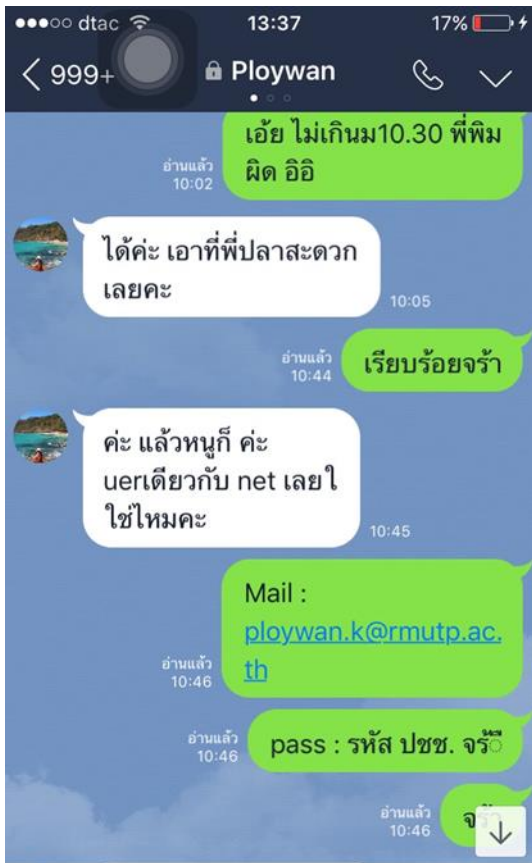 dtac 13:37 17%
999+ Ploywan
เอ้ย ไม่เกินม10.30 พี่พิม
ผิด อิอิ
อ่านแล้ว
10:02
ได้ค่ะ เอาที่พี่ปลาสะดวก
เลยคะ
10:05
เรียบร้อยจร้า
อ่านแล้ว
10:44
ค่ะ แล้วหนูก็ ค่ะ
uerเดียวกับ net เลยใ
ใช่ไหมคะ
10:45
Mail :
ploywan.k@rmutp.ac.
th
อ่านแล้ว
10:46
pass : รหัส ปชช.
อ่านแล้ว
10:46
อ่านแล้ว
10:46